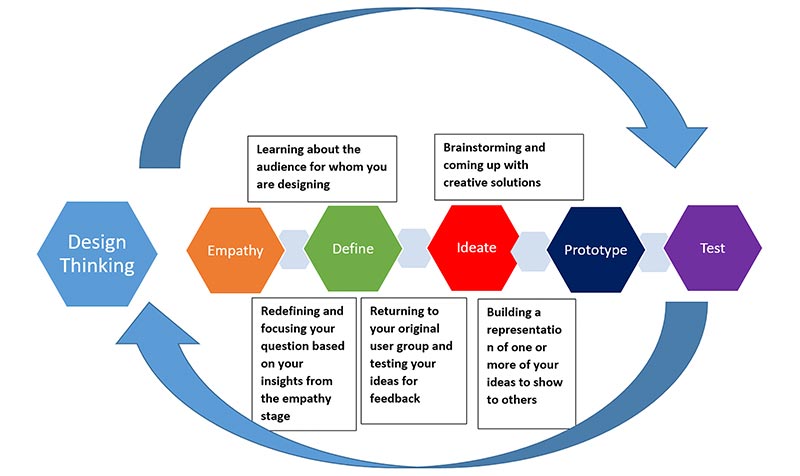 Learning about the
audience for whom you
are designing
Brainstorming and
coming up with
creative solutions
Design
Thinking
Empathy
Define
Ideate
Prototype
Test
Redefining and
focusing your
question based
on your
insights from
the empathy
stage
Returning to
your original
user group and
testing your
ideas for
feedback
Building a
representatio
n of one or
more of your
ideas to show
to others